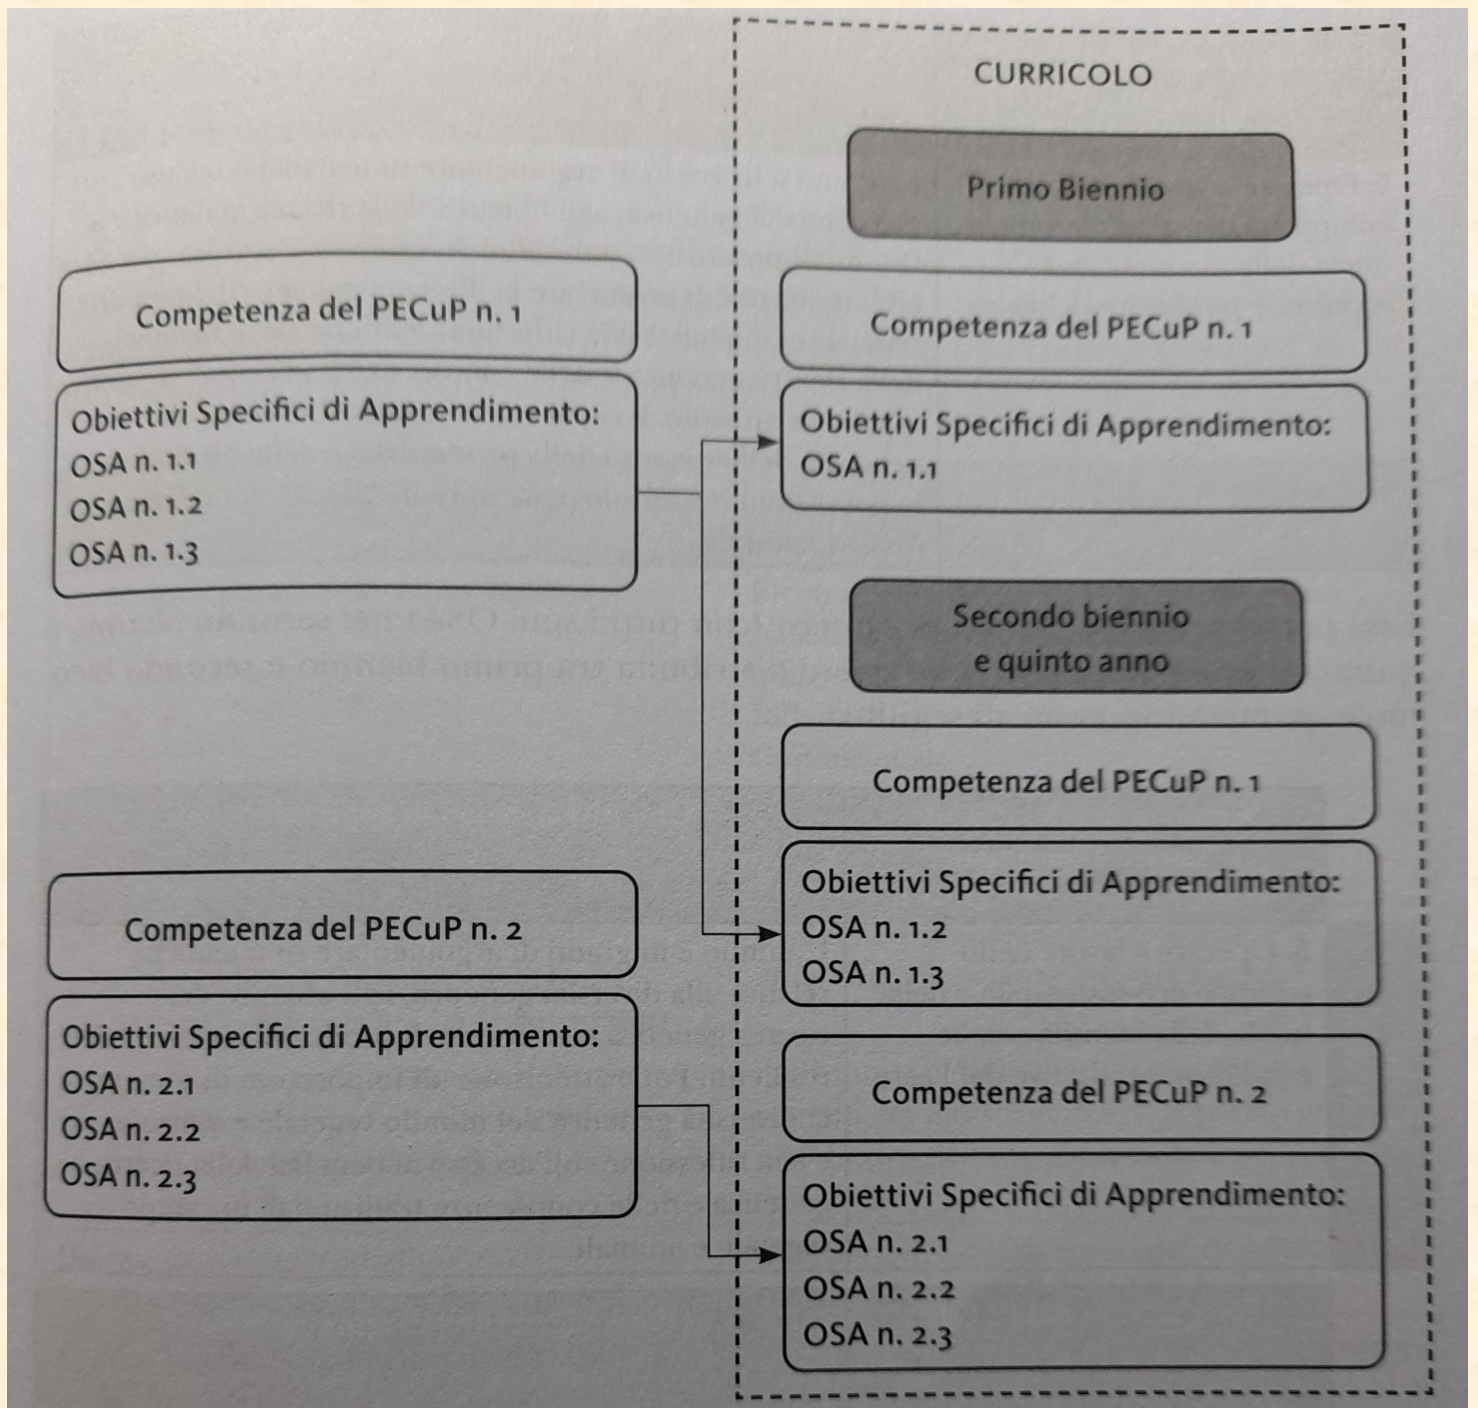 Competenza del PECuP n. 1
Obiettivi Specifici di Apprendimento:
OSA n. 1.1
OSA n. 1.2
OSA n. 1.3
Competenza del PECuP n. 2
Obiettivi Specifici di Apprendimento:
OSA n. 2.1
OSA n. 2.2
OSA n. 2.3
CURRICOLO
Primo Biennio
Competenza del PECuP n. 1
Obiettivi Specifici di Apprendimento:
OSA n. 1.1
Secondo biennio
e quinto anno
Competenza del PECuP n. 1
Obiettivi Specifici di Apprendimento:
OSA n. 1.2
OSA n. 1.3
Competenza del PECuP n. 2
Obiettivi Specifici di Apprendimento:
OSA n. 2.1
OSA n. 2.2
OSA n. 2.3